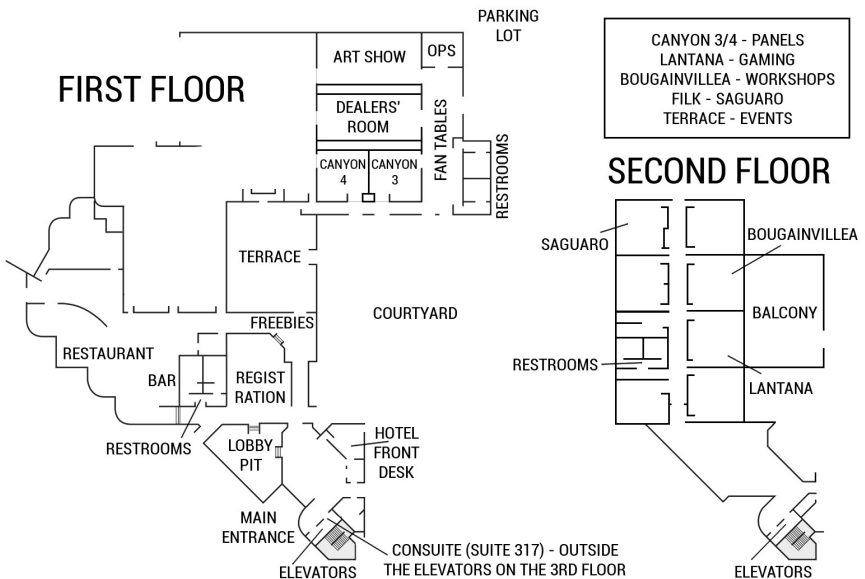 PARKING
LOT
ART SHOW
OPS
FIRST FLOOR
DEALERS'
ROOM
FAN TABLES
CANYON
4
CANYON
3
RESTROOMS
TERRACE
COURTYARD
FREEBIES
RESTAURANT
BAR
REGIST
RATION
RESTROOMS
LOBBY
PIT
HOTEL
FRONT
DESK
MAIN
ENTRANCE
ELEVATORS
CONSUITE (SUITE 317) - OUTSIDE
THE ELEVATORS ON THE 3RD FLOOR
CANYON 3/4 - PANELS
LANTANA - GAMING
BOUGAINVILLEA - WORKSHOPS
FILK - SAGUARO
TERRACE - EVENTS
SECOND FLOOR
SAGUARO
BOUGAINVILLEA
BALCONY
RESTROOMS
LANTANA
ELEVATORS